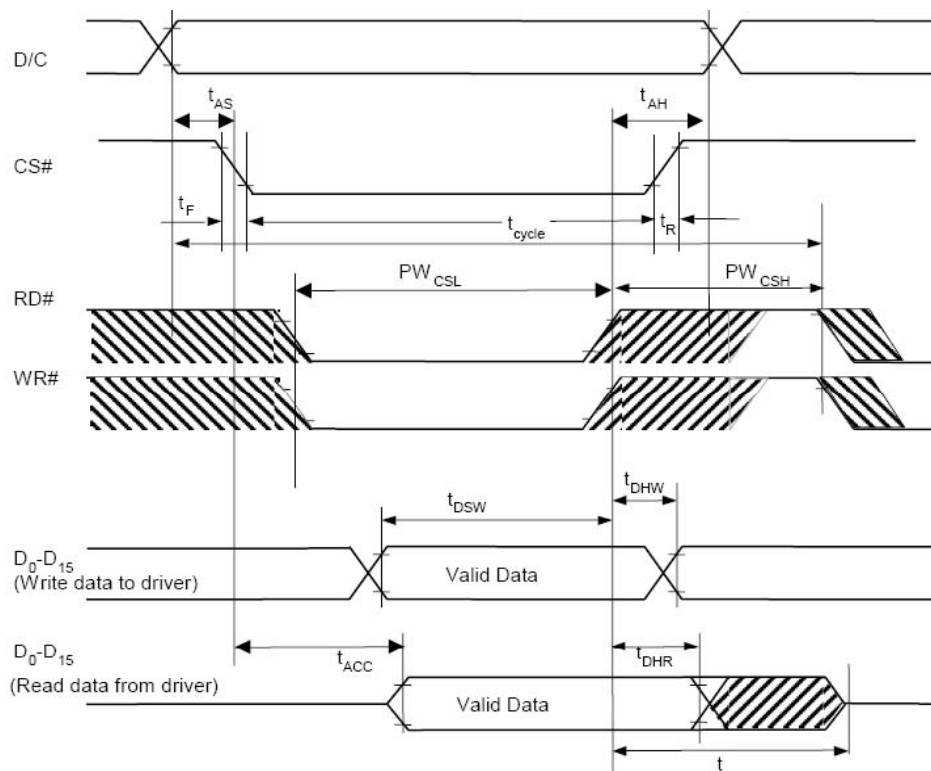 D/C
tAS
tAH
CS#
tF
tcycle
tR
PWCSL
PWCSH
RD#
WR#
tDSW
tDHW
D0-D15
(Write data to driver)
Valid Data
D0-D15
(Read data from driver)
tACC
tDHR
Valid Data
t